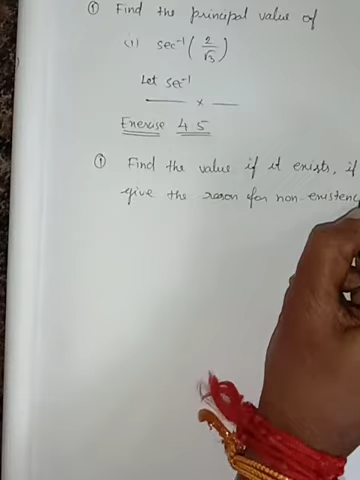 ① Find the principal value of
(i) sec⁻¹ (2/√3)
Let sec⁻¹
—— x ——
Exercise 4 5
① Find the value if it exists, if
give the reason for non-existenc